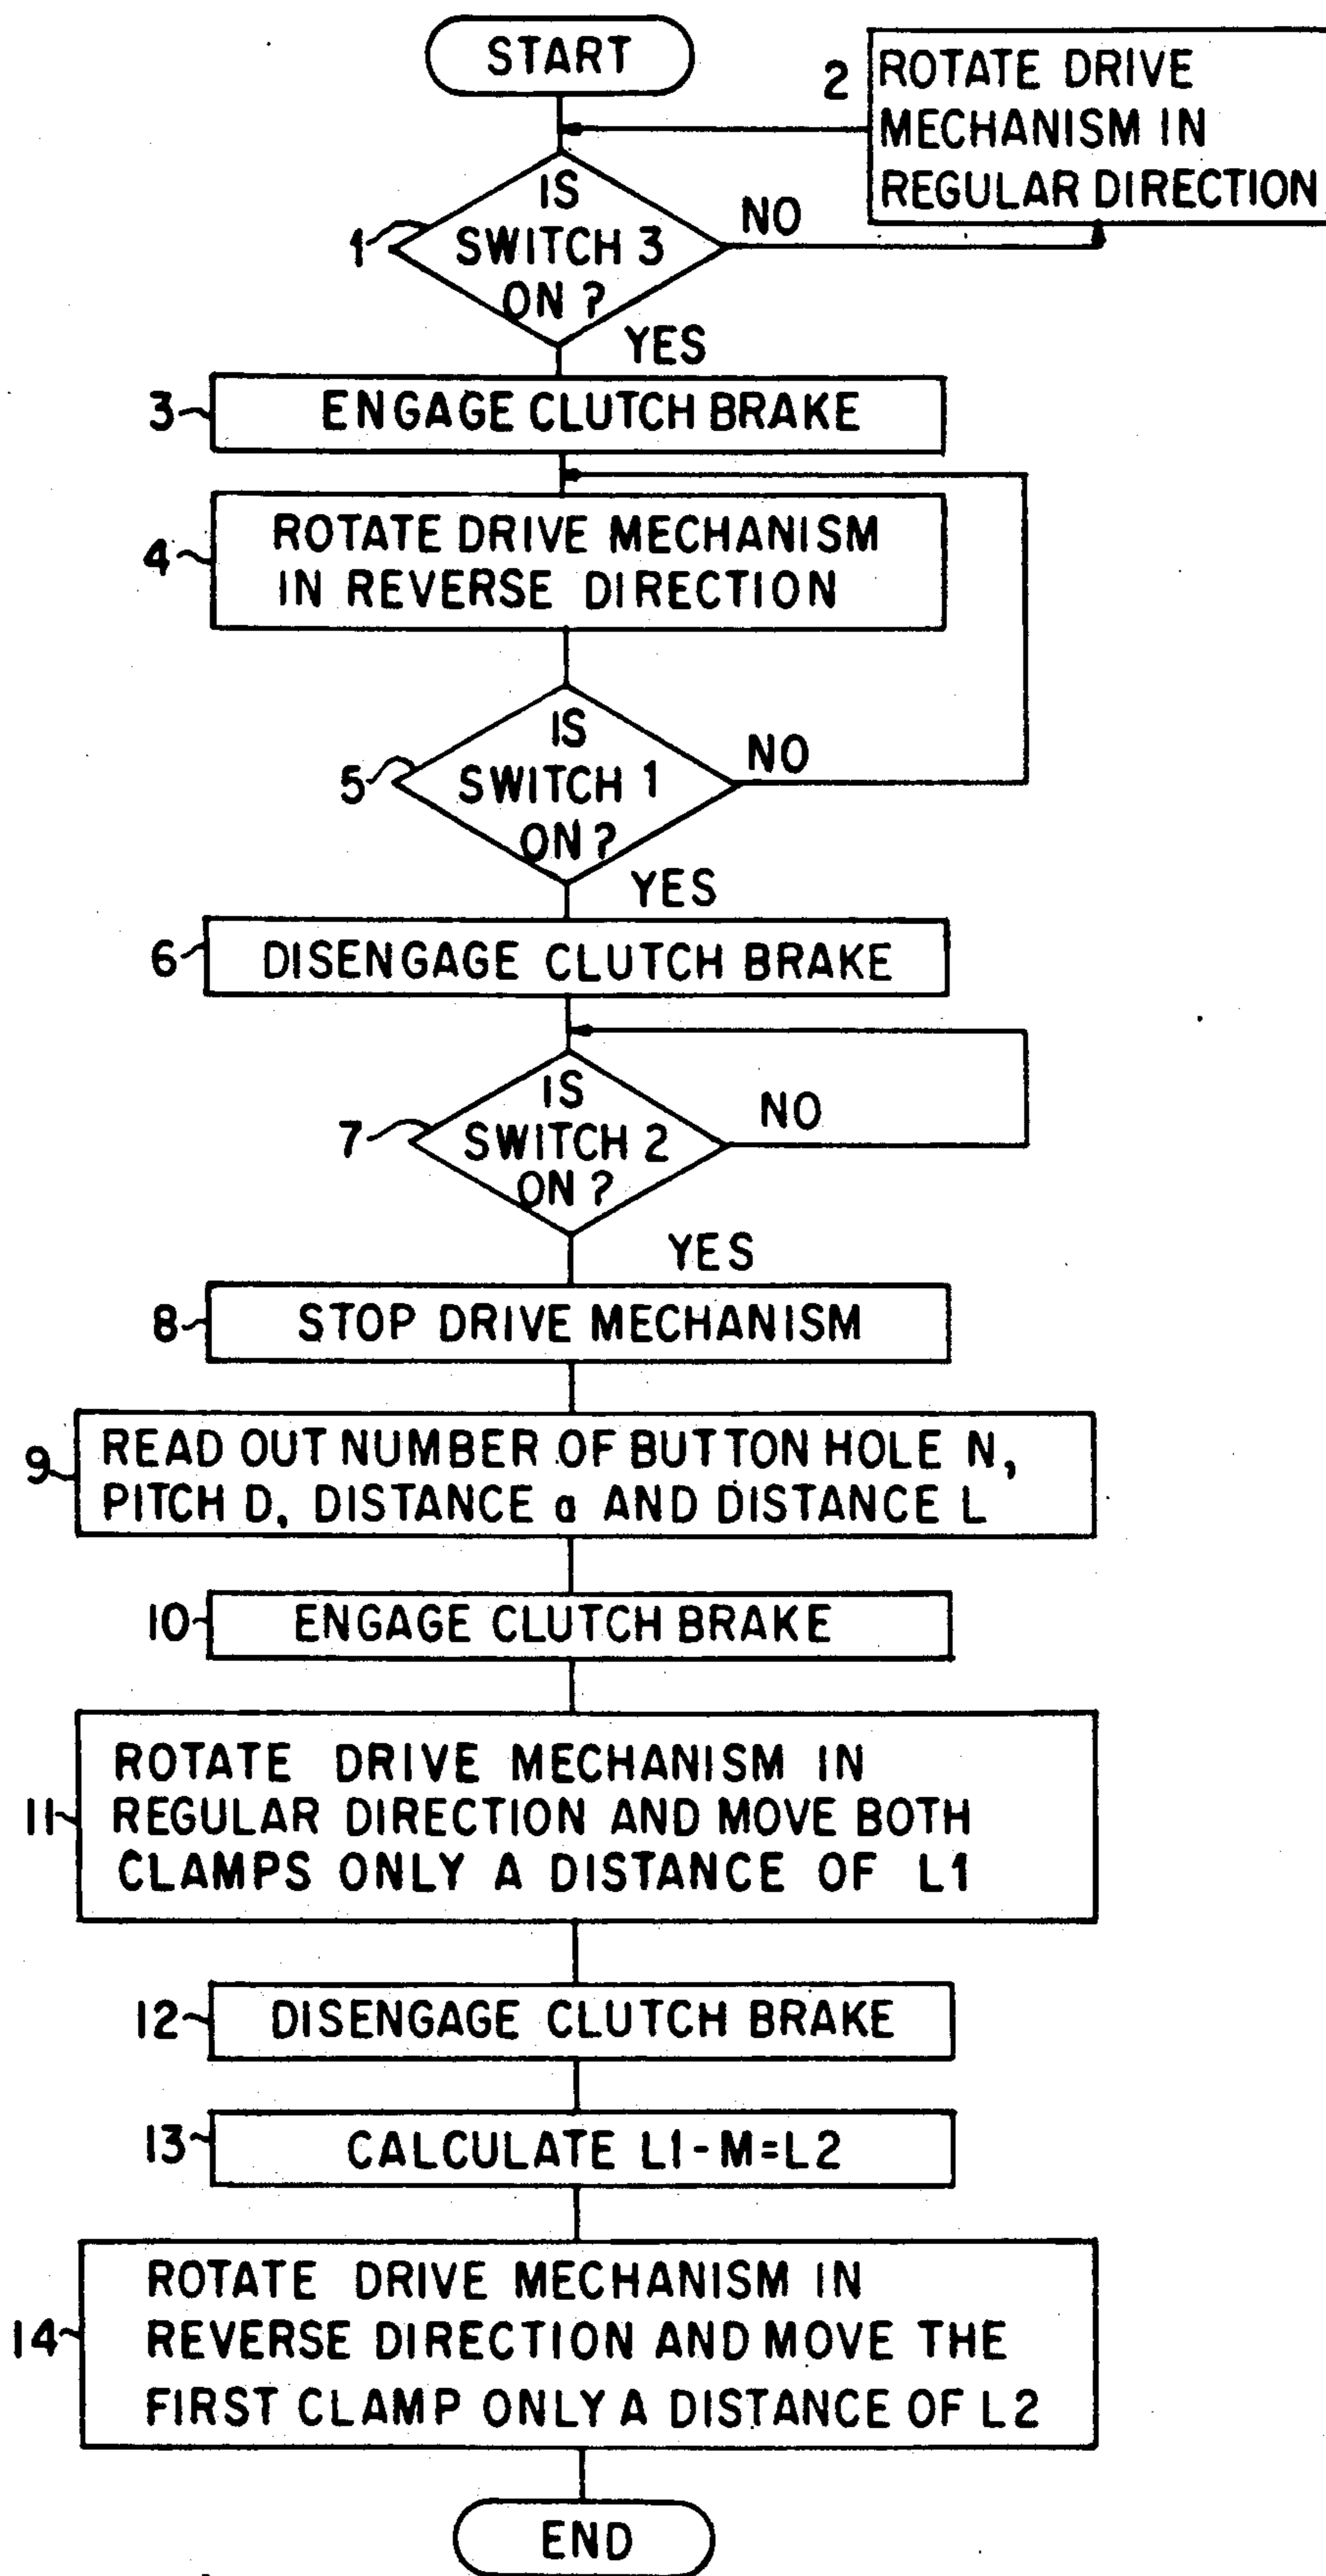 START
2
ROTATE DRIVE
MECHANISM IN
REGULAR DIRECTION
1
IS
SWITCH 3
ON ?
NO
YES
3
ENGAGE CLUTCH BRAKE
4
ROTATE DRIVE MECHANISM
IN REVERSE DIRECTION
5
IS
SWITCH 1
ON ?
NO
YES
6
DISENGAGE CLUTCH BRAKE
7
IS
SWITCH 2
ON ?
NO
YES
8
STOP DRIVE MECHANISM
9
READ OUT NUMBER OF BUTTON HOLE N,
PITCH D, DISTANCE a AND DISTANCE L
10
ENGAGE CLUTCH BRAKE
11
ROTATE DRIVE MECHANISM IN
REGULAR DIRECTION AND MOVE BOTH
CLAMPS ONLY A DISTANCE OF L1
12
DISENGAGE CLUTCH BRAKE
13
CALCULATE L1-M=L2
14
ROTATE DRIVE MECHANISM IN
REVERSE DIRECTION AND MOVE THE
FIRST CLAMP ONLY A DISTANCE OF L2
END